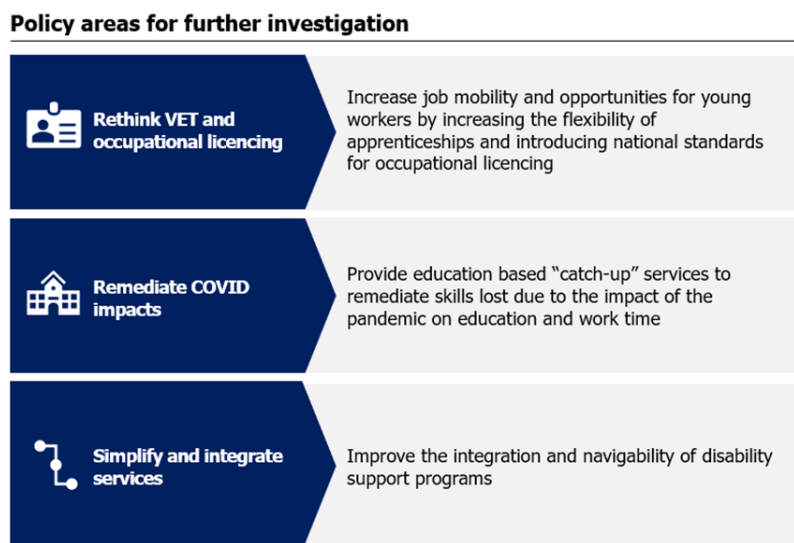 Policy areas for further investigation
Rethink VET and
occupational licencing
Increase job mobility and opportunities for young
workers by increasing the flexibility of
apprenticeships and introducing national standards
for occupational licencing
Remediate COVID
impacts
Provide education based “catch-up” services to
remediate skills lost due to the impact of the
pandemic on education and work time
Simplify and integrate
services
Improve the integration and navigability of disability
support programs